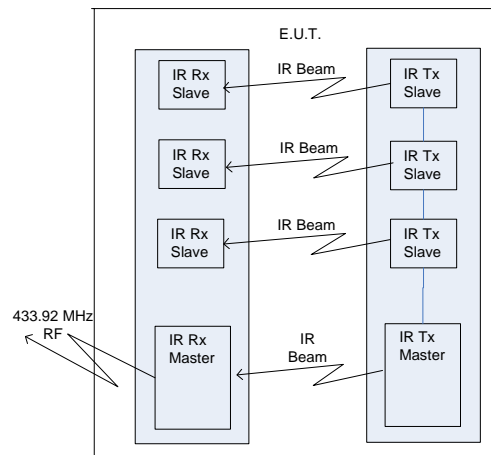 E.U.T.
IR Rx
Slave
IR Beam
IR Tx
Slave
IR Rx
Slave
IR Beam
IR Tx
Slave
IR Rx
Slave
IR Beam
IR Tx
Slave
433.92 MHz
RF
IR Rx
Master
IR
Beam
IR Tx
Master